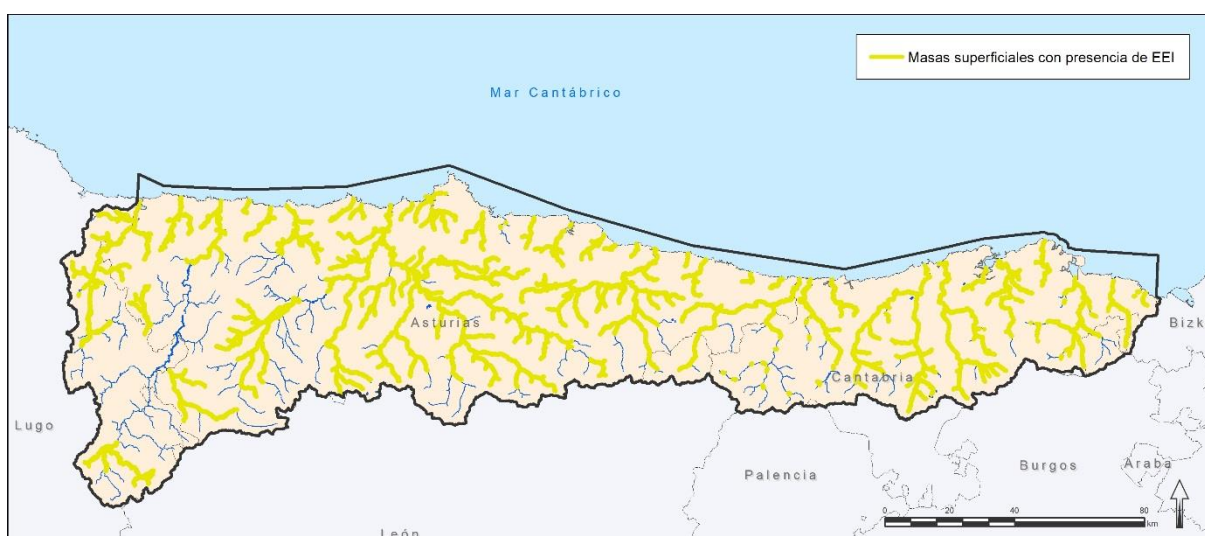 Masas superficiales con presencia de EEI
Mar Cantábrico
Asturias
Cantabria
Bizk
Lugo
Palencia
Burgos
Araba
León
0 20 40 80
km